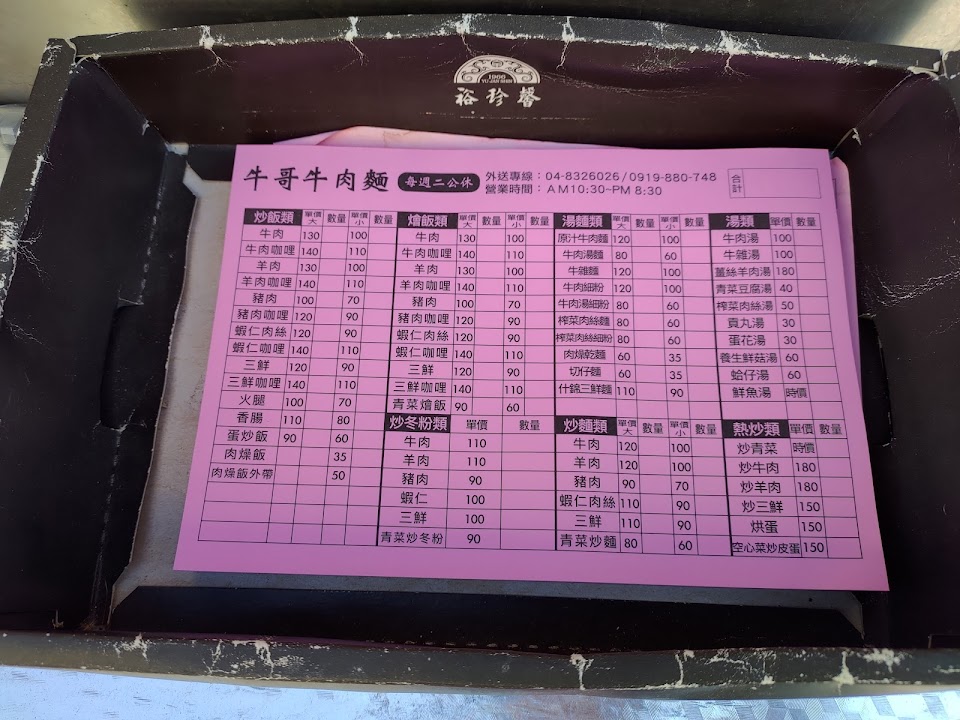 1966
YU JAN SHIN
裕珍馨
牛哥牛肉麵 每週二公休 外送專線：04-8326026/0919-880-748
營業時間：AM10:30~PM 8:30
合計
炒飯類 單價大 數量 單價小 數量
牛肉 130 100
牛肉咖哩 140 110
羊肉 130 100
羊肉咖哩 140 110
豬肉 100 70
豬肉咖哩 120 90
蝦仁肉絲 120 90
蝦仁咖哩 140 110
三鮮 120 90
三鮮咖哩 140 110
火腿 100 70
香腸 110 80
蛋炒飯 90 60
肉燥飯 35
肉燥飯外帶 50
燴飯類 單價大 數量 單價小 數量
牛肉 130 100
牛肉咖哩 140 110
羊肉 130 100
羊肉咖哩 140 110
豬肉 100 70
豬肉咖哩 120 90
蝦仁肉絲 120 90
蝦仁咖哩 140 110
三鮮 120 90
三鮮咖哩 140 110
青菜燴飯 90 60
炒冬粉類 單價 數量
牛肉 110
羊肉 110
豬肉 90
蝦仁 100
三鮮 100
青菜炒冬粉 90
湯麵類 單價大 數量 單價小 數量
原汁牛肉麵 120 100
牛肉湯麵 80 60
牛雜麵 120 100
牛肉細粉 120 100
牛肉湯細粉 80 60
榨菜肉絲麵 80 60
榨菜肉絲細粉 80 60
肉燥乾麵 60 35
切仔麵 60 35
什錦三鮮麵 110 90
炒麵類 單價大 數量 單價小 數量
牛肉 120 100
羊肉 120 100
豬肉 90 70
蝦仁肉絲 110 90
三鮮 110 90
青菜炒麵 80 60
湯類 單價 數量
牛肉湯 100
牛雜湯 100
薑絲羊肉湯 180
青菜豆腐湯 40
榨菜肉絲湯 50
貢丸湯 30
蛋花湯 30
養生鮮菇湯 60
蛤仔湯 60
鮮魚湯 時價
熱炒類 單價 數量
炒青菜 時價
炒牛肉 180
炒羊肉 180
炒三鮮 150
烘蛋 150
空心菜炒皮蛋 150